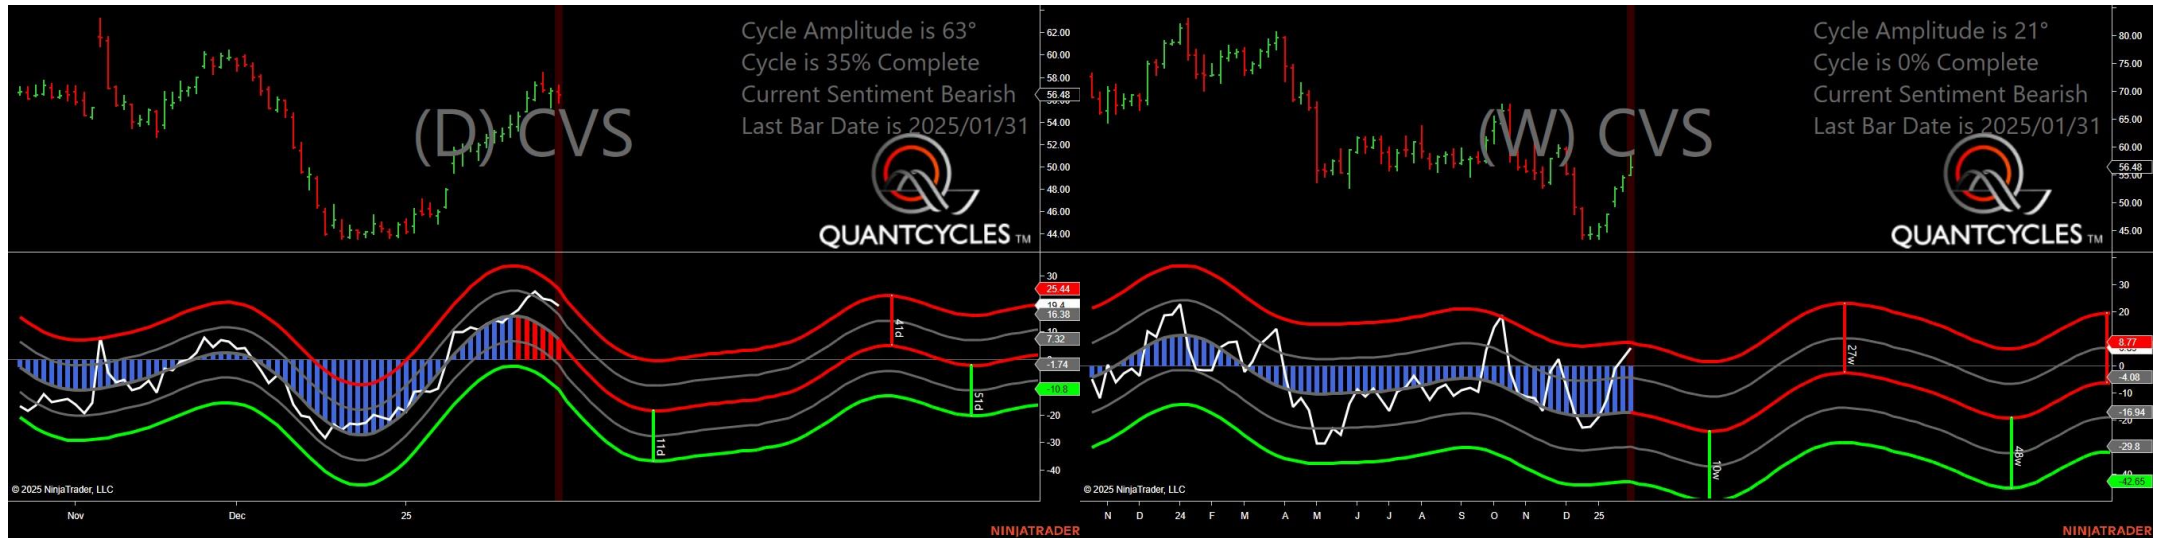 Cycle Amplitude is 63°
Cycle is 35% Complete
Current Sentiment Bearish
Last Bar Date is 2025/01/31
(D) CVS
QUANTCYCLES TM
62.00
60.00
58.00
56.48
54.00
52.00
50.00
48.00
46.00
44.00
30
25.44
19.4
16.38
7.32
-1.74
-10.8
-20
-30
-40
41d
51d
11d
© 2025 NinjaTrader, LLC
Nov
Dec
25
NINJATRADER
Cycle Amplitude is 21°
Cycle is 0% Complete
Current Sentiment Bearish
Last Bar Date is 2025/01/31
(W) CVS
QUANTCYCLES TM
80.00
75.00
70.00
65.00
60.00
56.48
55.00
50.00
45.00
30
20
8.77
0
-4.08
-10
-16.94
-20
-29.8
-42.65
27w
48w
10w
© 2025 NinjaTrader, LLC
N D 24 F M A M J J A S O N D 25
NINJATRADER